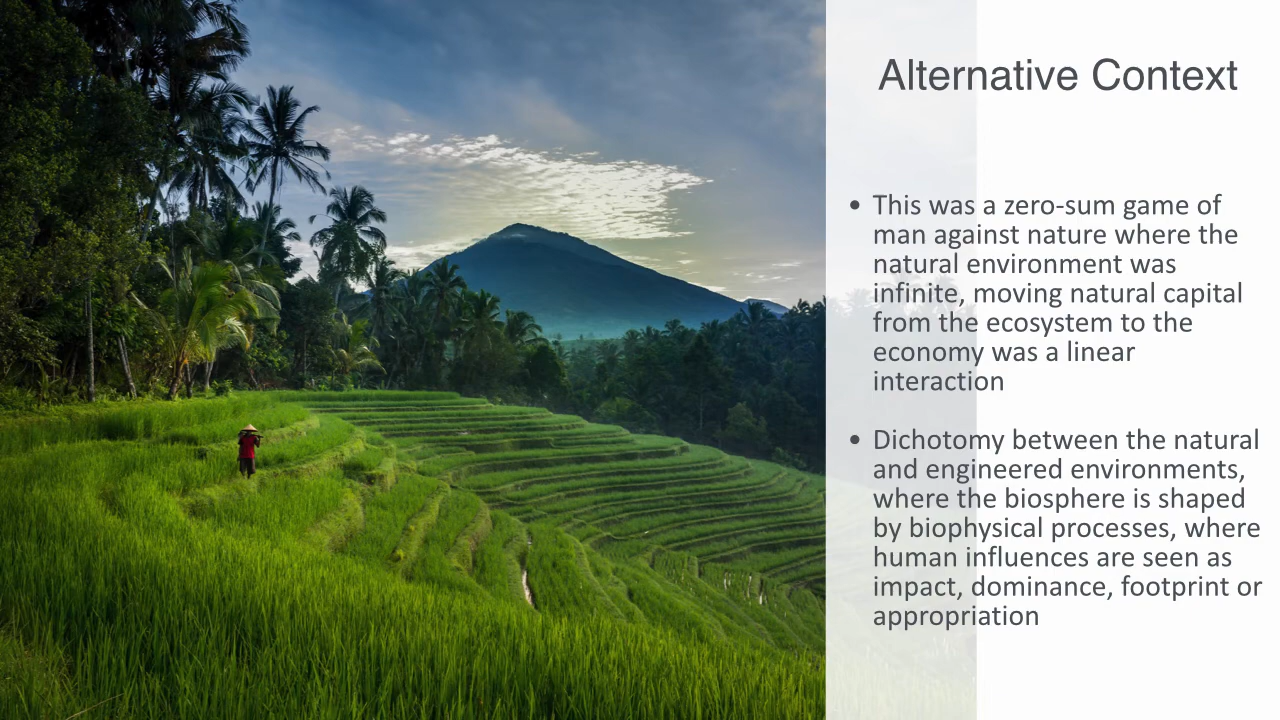 Alternative Context
• This was a zero-sum game of
man against nature where the
natural environment was
infinite, moving natural capital
from the ecosystem to the
economy was a linear
interaction
• Dichotomy between the natural
and engineered environments,
where the biosphere is shaped
by biophysical processes, where
human influences are seen as
impact, dominance, footprint or
appropriation